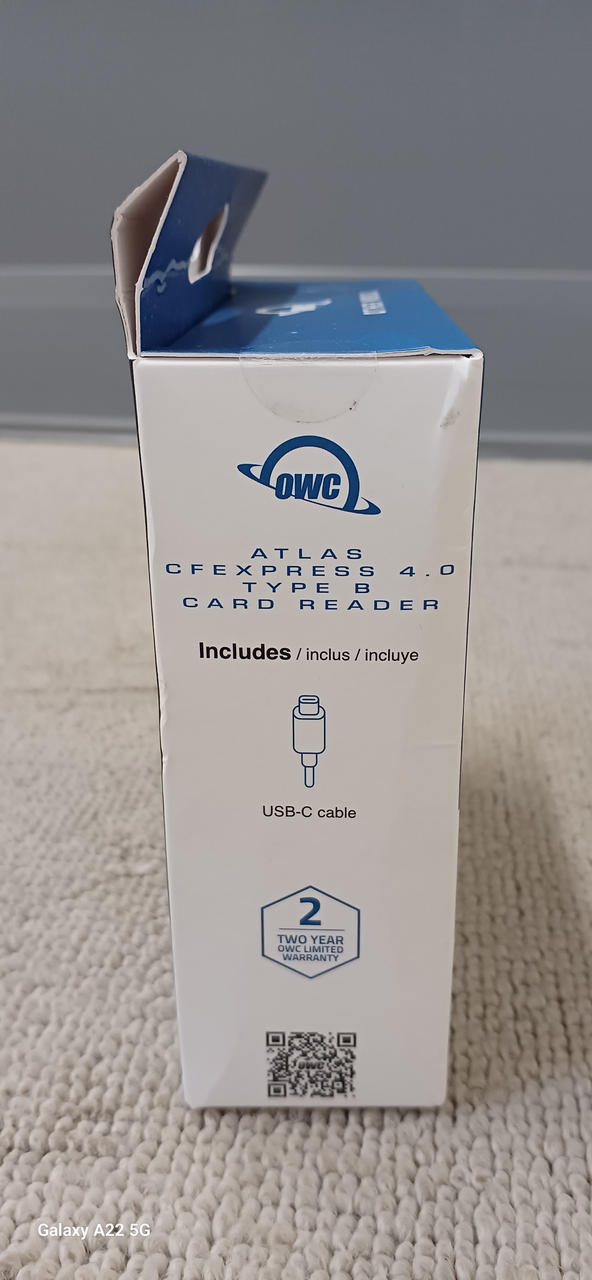 OWC
ATLAS
CFEXPRESS 4.0
TYPE B
CARD READER
Includes / inclus / incluye
USB-C cable
2
TWO YEAR
OWC LIMITED
WARRANTY
OWC
Galaxy A22 5G